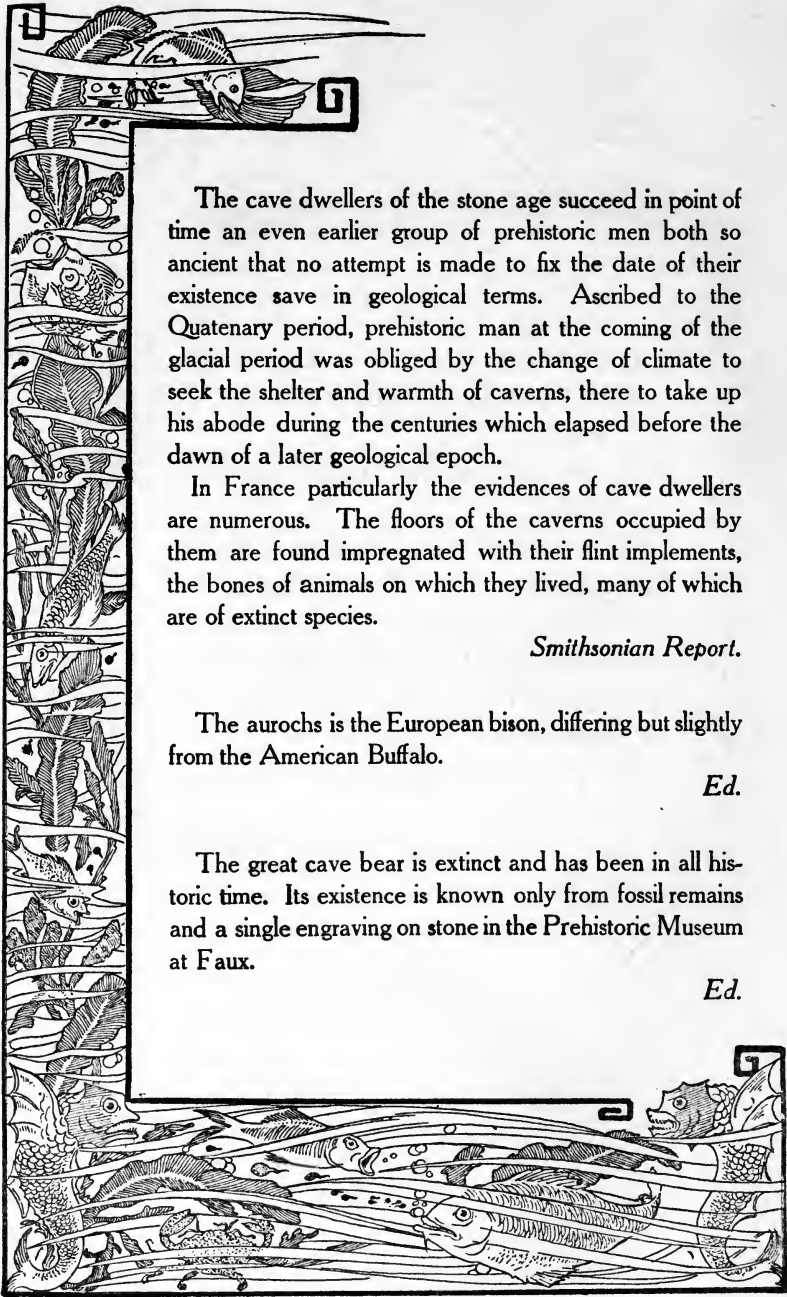 The cave dwellers of the stone age succeed in point of
time an even earlier group of prehistoric men both so
ancient that no attempt is made to fix the date of their
existence save in geological terms. Ascribed to the
Quatenary period, prehistoric man at the coming of the
glacial period was obliged by the change of climate to
seek the shelter and warmth of caverns, there to take up
his abode during the centuries which elapsed before the
dawn of a later geological epoch.
In France particularly the evidences of cave dwellers
are numerous. The floors of the caverns occupied by
them are found impregnated with their flint implements,
the bones of animals on which they lived, many of which
are of extinct species.
Smithsonian Report.
The aurochs is the European bison, differing but slightly
from the American Buffalo.
Ed.
The great cave bear is extinct and has been in all his-
toric time. Its existence is known only from fossil remains
and a single engraving on stone in the Prehistoric Museum
at Faux.
Ed.